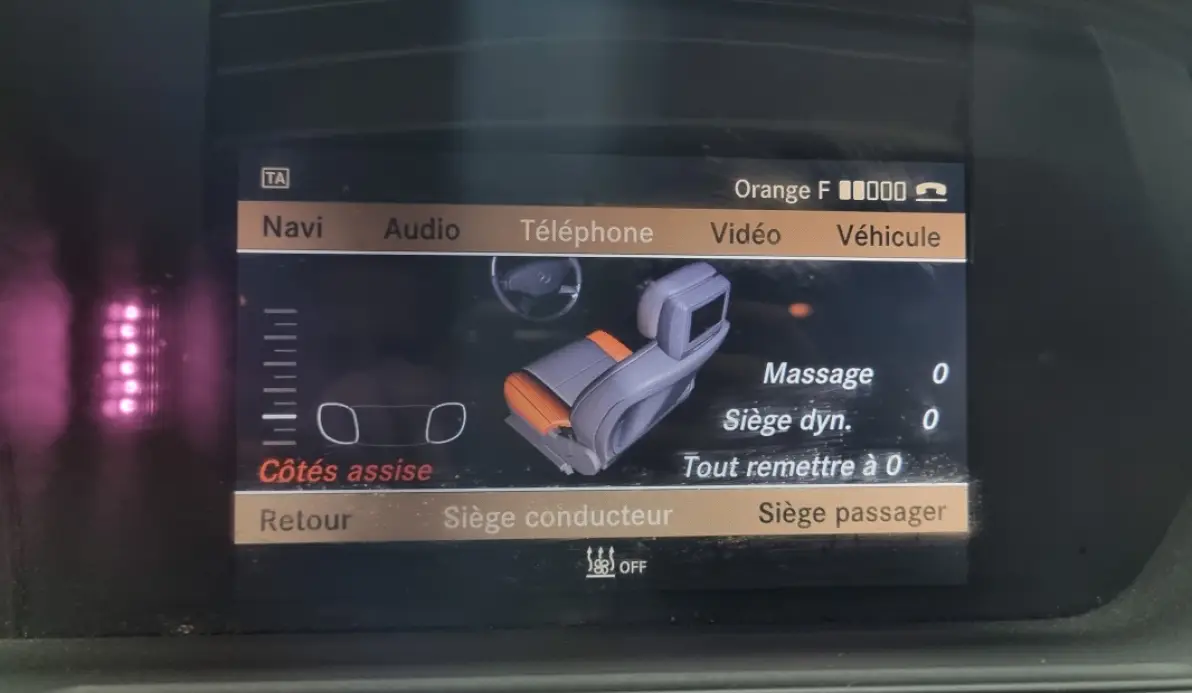 TA
Orange F
Navi Audio Téléphone Vidéo Véhicule
Massage 0
Siège dyn. 0
Côtés assise Tout remettre à 0
Retour Siège conducteur Siège passager
OFF